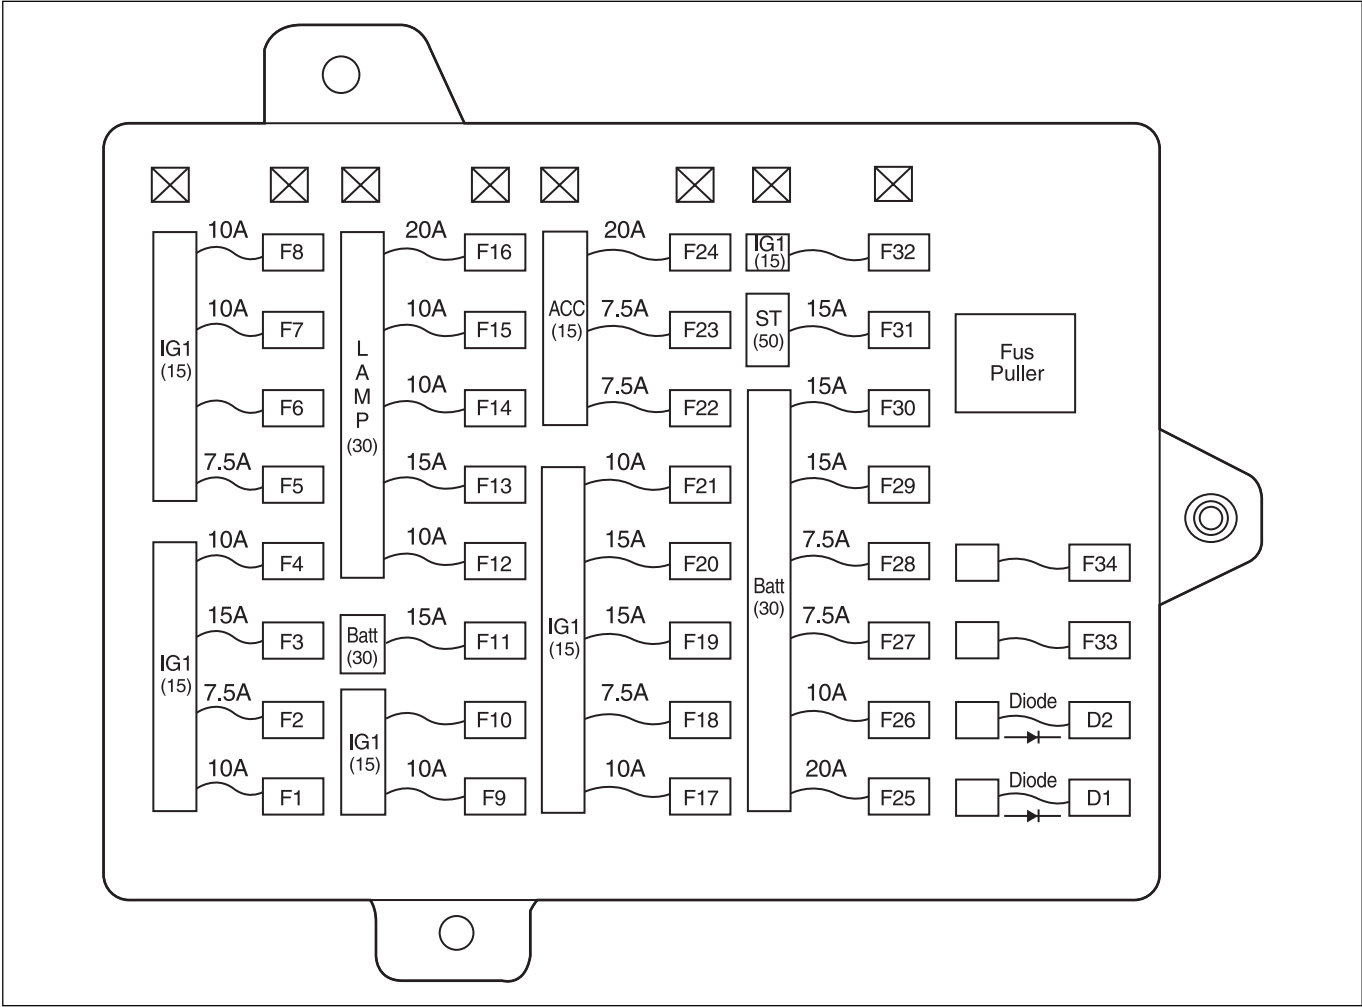 10A
F8
10A
F7
IG1
(15)
F6
7.5A
F5
10A
F4
15A
F3
IG1
(15)
7.5A
F2
10A
F1
20A
F16
10A
F15
L
A
M
P
(30)
10A
F14
15A
F13
10A
F12
Batt
(30)
15A
F11
IG1
(15)
F10
10A
F9
20A
F24
ACC
(15)
7.5A
F23
7.5A
F22
10A
F21
15A
F20
IG1
(15)
15A
F19
7.5A
F18
10A
F17
IG1
(15)
F32
ST
(50)
15A
F31
15A
F30
15A
F29
7.5A
F28
Batt
(30)
7.5A
F27
10A
F26
20A
F25
Fus
Puller
F34
F33
Diode
D2
Diode
D1